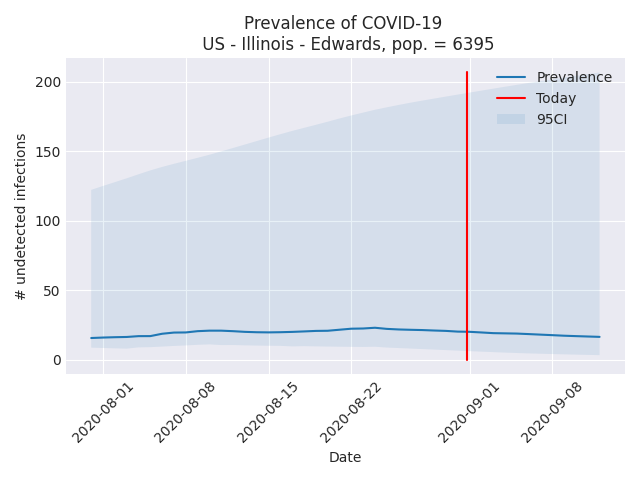 Prevalence of COVID-19
US - Illinois - Edwards, pop. = 6395
Prevalence
Today
95CI
# undetected infections
200
150
100
50
0
2020-08-01
2020-08-08
2020-08-15
2020-08-22
2020-09-01
2020-09-08
Date